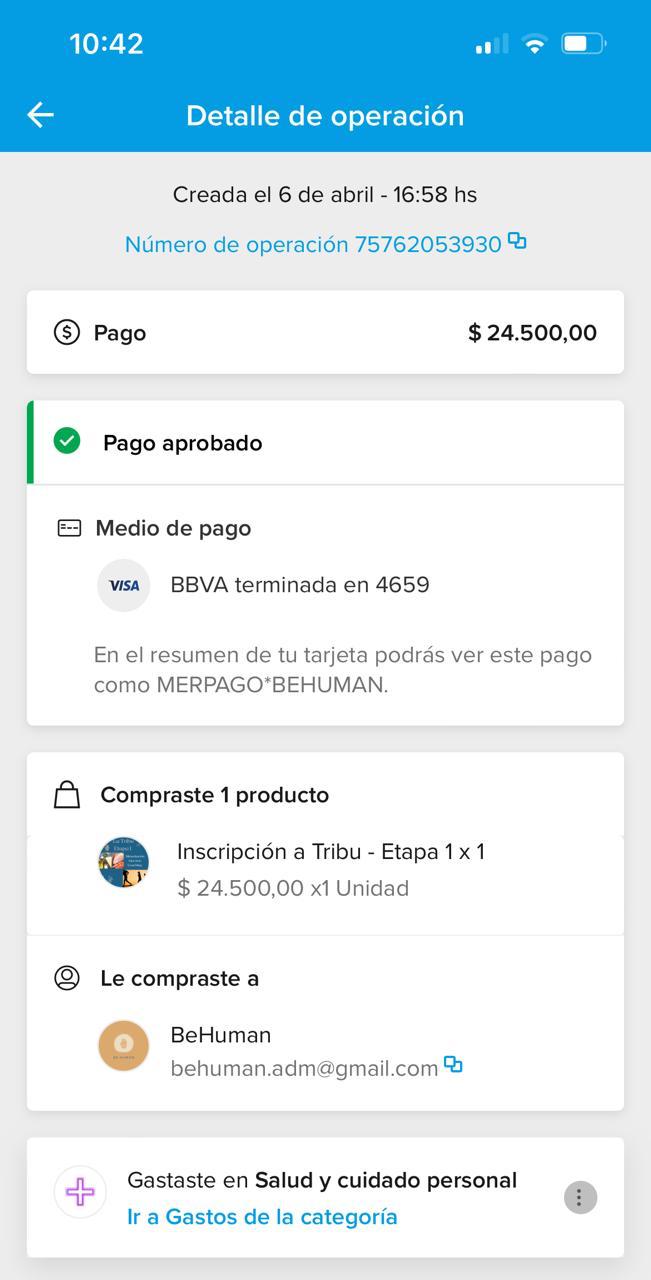 10:42
Detalle de operación
Creada el 6 de abril - 16:58 hs
Número de operación 75762053930
Pago
$ 24.500,00
Pago aprobado
Medio de pago
VISA
BBVA terminada en 4659
En el resumen de tu tarjeta podrás ver este pago
como MERPAGO*BEHUMAN.
Compraste 1 producto
Inscripción a Tribu - Etapa 1 x 1
$ 24.500,00 x1 Unidad
Le compraste a
BeHuman
behuman.adm@gmail.com
Gastaste en Salud y cuidado personal
Ir a Gastos de la categoría